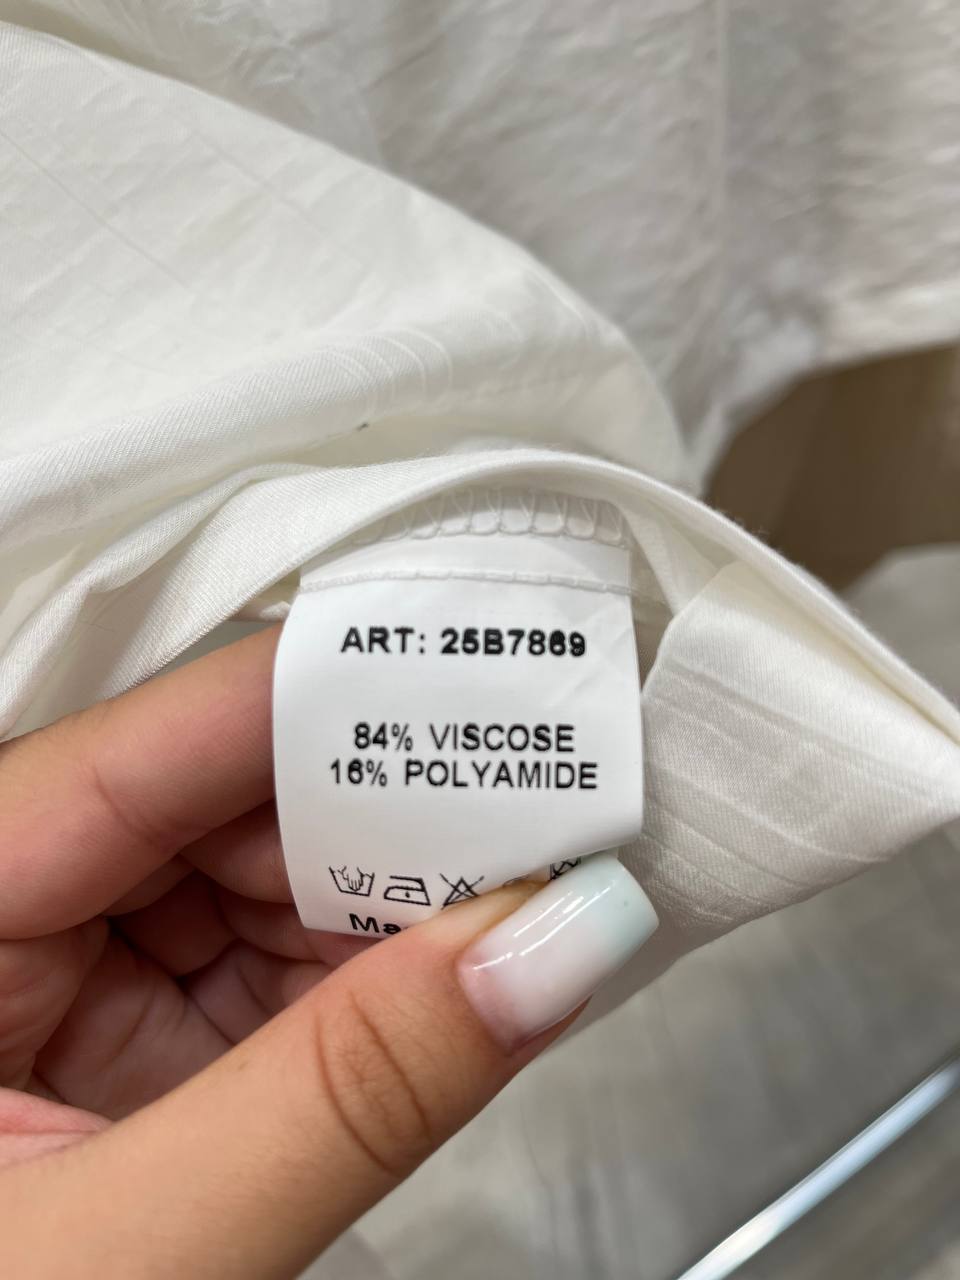 ART: 25B7869
84% VISCOSE
16% POLYAMIDE